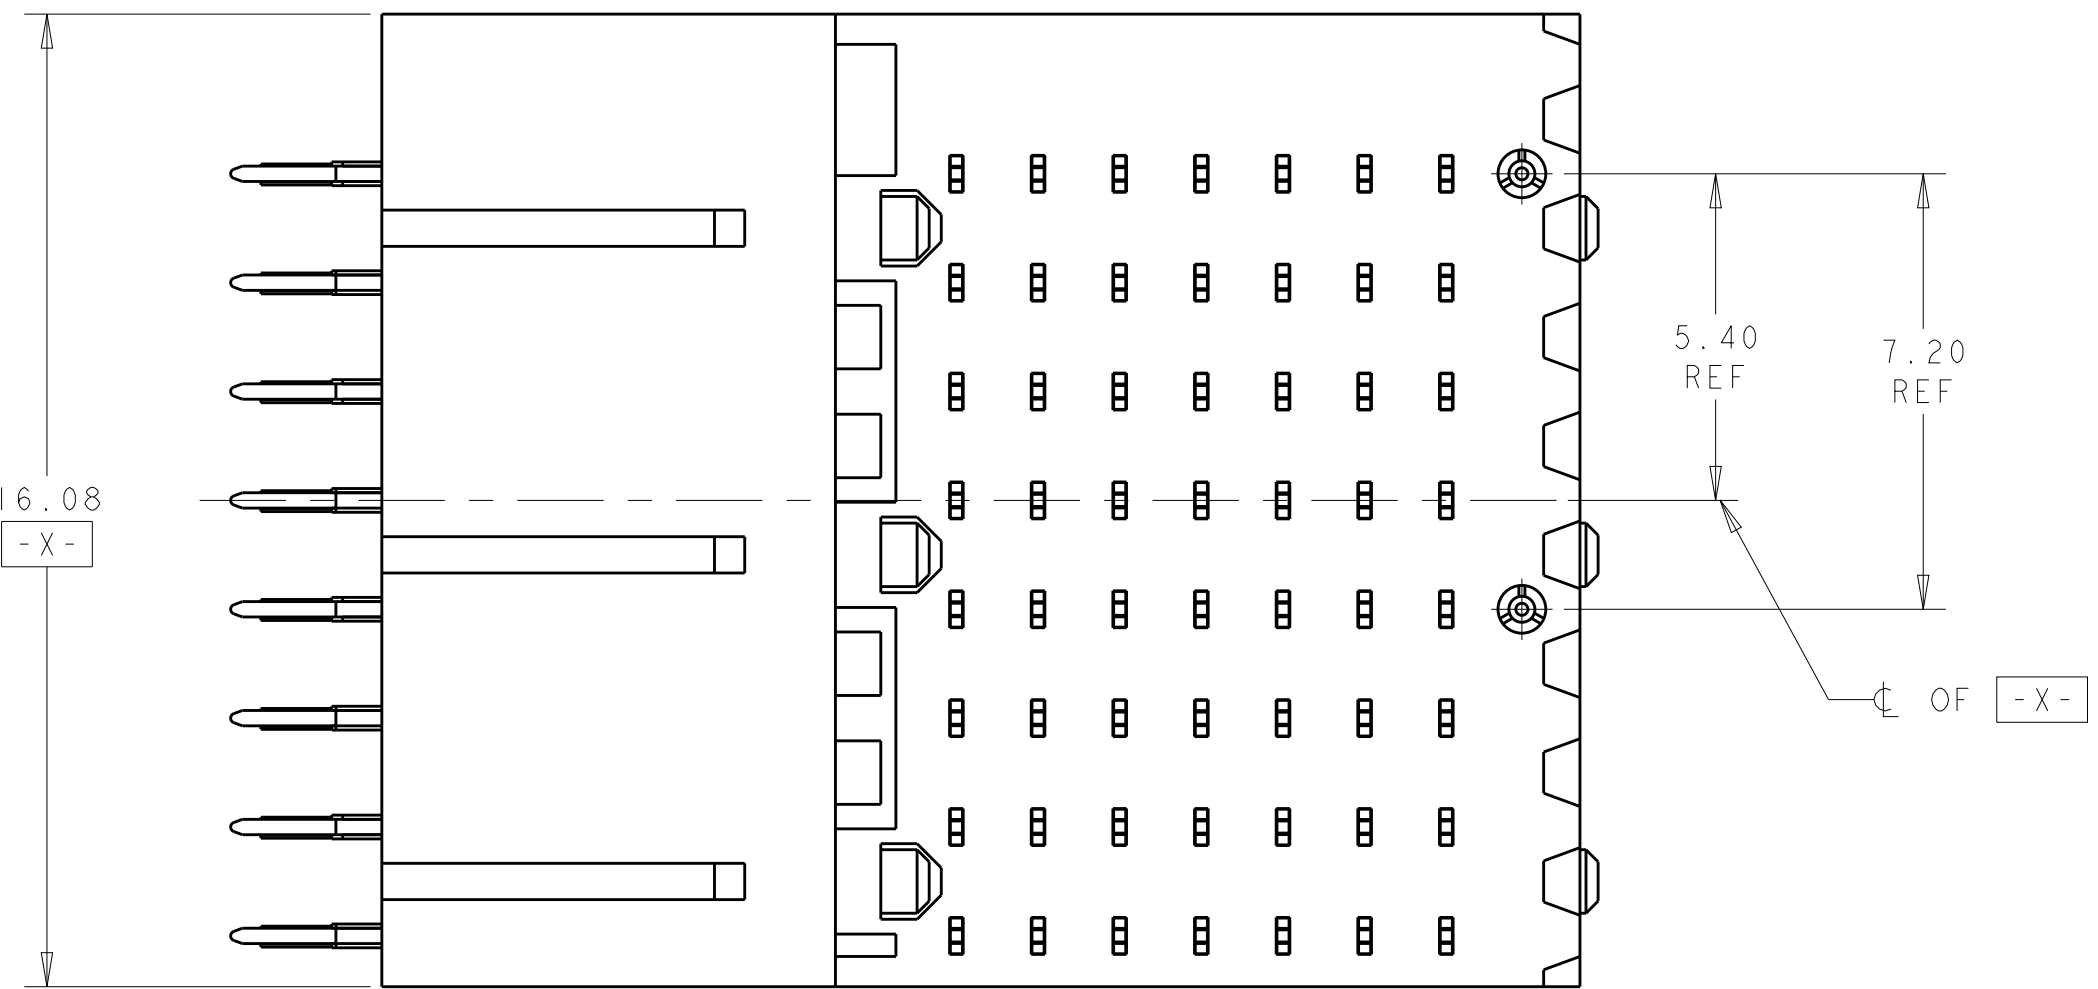 16.08
-X-
5.40
REF
7.20
REF
℄ OF -X-